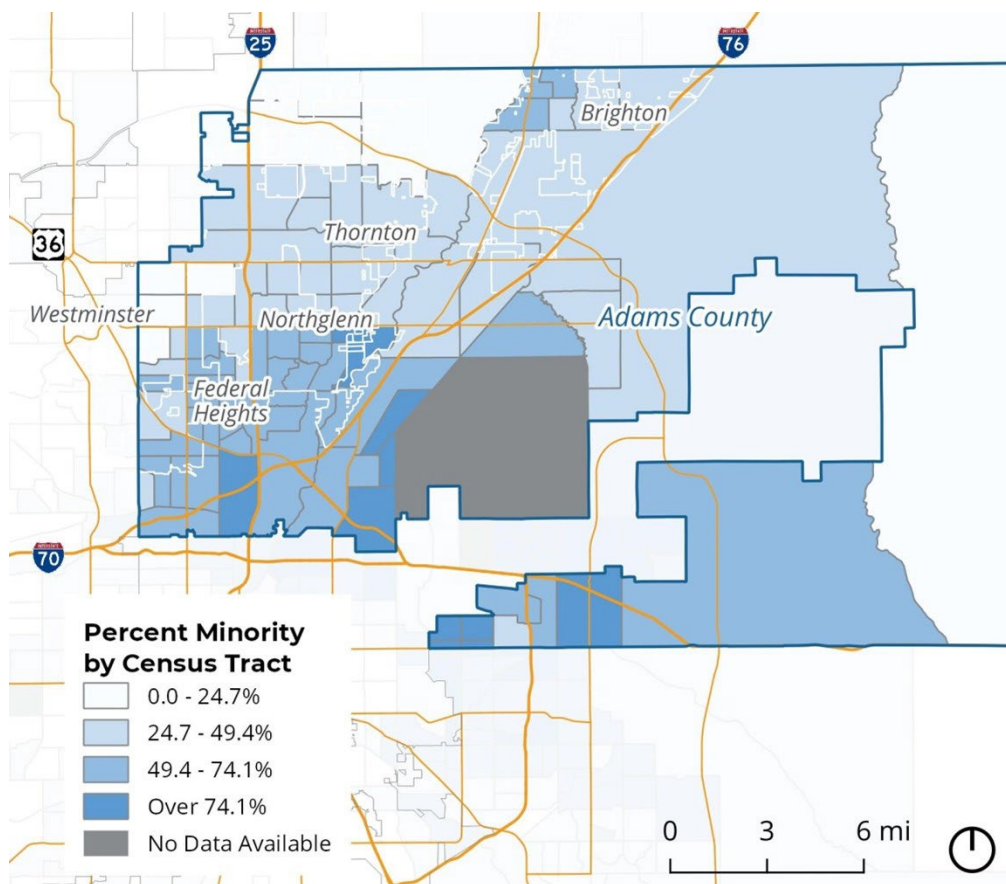 25
76
Brighton
Thornton
36
Westminster
Northglenn
Adams County
Federal
Heights
70
Percent Minority
by Census Tract
0.0 - 24.7%
24.7 - 49.4%
49.4 - 74.1%
Over 74.1%
No Data Available
0 3 6 mi